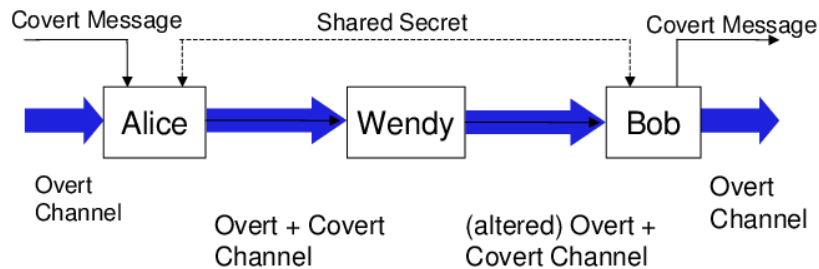 Covert Message
Shared Secret
Covert Message
Alice
Wendy
Bob
Overt
Channel
Overt + Covert
Channel
(altered) Overt +
Covert Channel
Overt
Channel